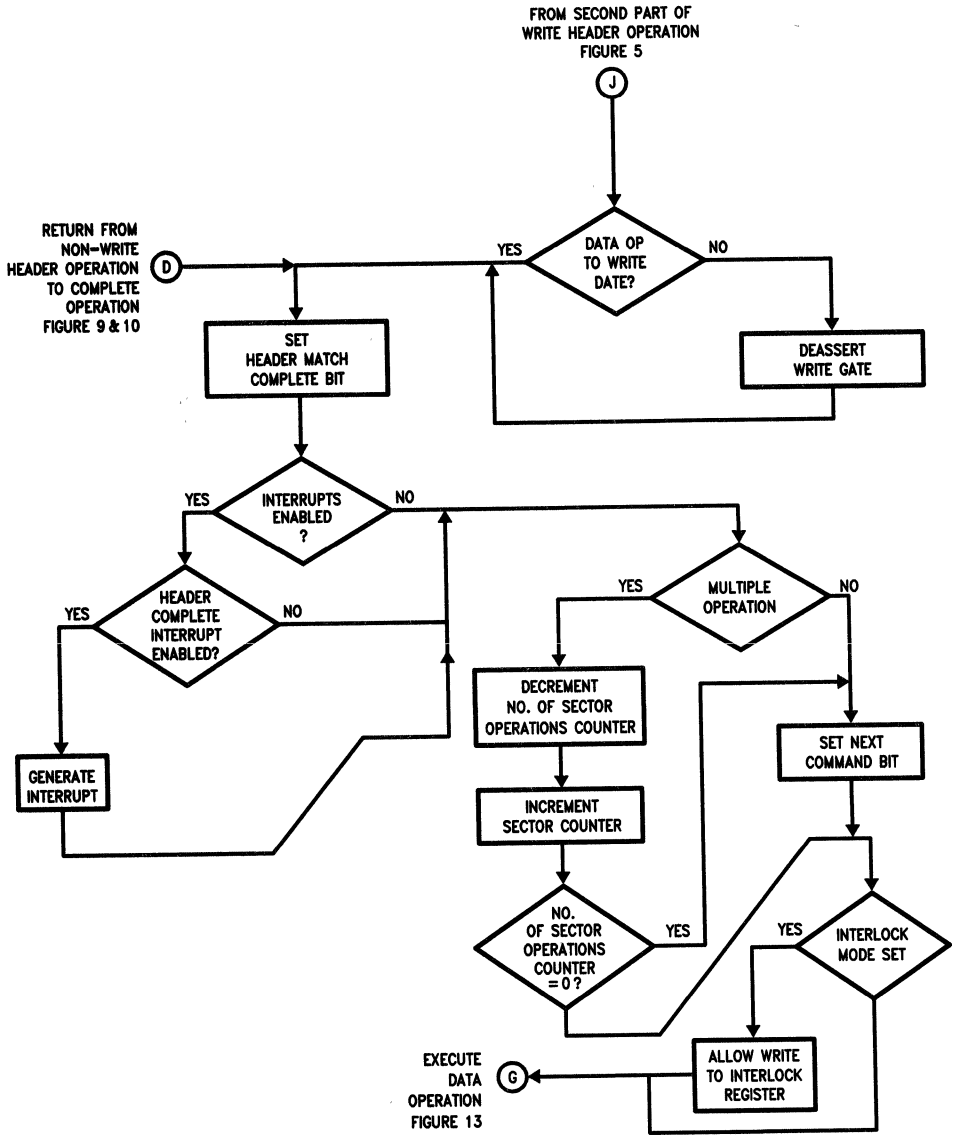 FROM SECOND PART OF
WRITE HEADER OPERATION
FIGURE 5
J
RETURN FROM
NON-WRITE
HEADER OPERATION
TO COMPLETE
OPERATION
FIGURE 9 & 10
D
YES
DATA OP
TO WRITE
DATE?
NO
SET
HEADER MATCH
COMPLETE BIT
DEASSERT
WRITE GATE
YES
INTERRUPTS
ENABLED
?
NO
YES
HEADER
COMPLETE
INTERRUPT
ENABLED?
NO
YES
MULTIPLE
OPERATION
NO
DECREMENT
NO. OF SECTOR
OPERATIONS COUNTER
SET NEXT
COMMAND BIT
GENERATE
INTERRUPT
INCREMENT
SECTOR COUNTER
NO.
OF SECTOR
OPERATIONS
COUNTER
=0?
YES
YES
INTERLOCK
MODE SET
EXECUTE
DATA
OPERATION
FIGURE 13
G
ALLOW WRITE
TO INTERLOCK
REGISTER